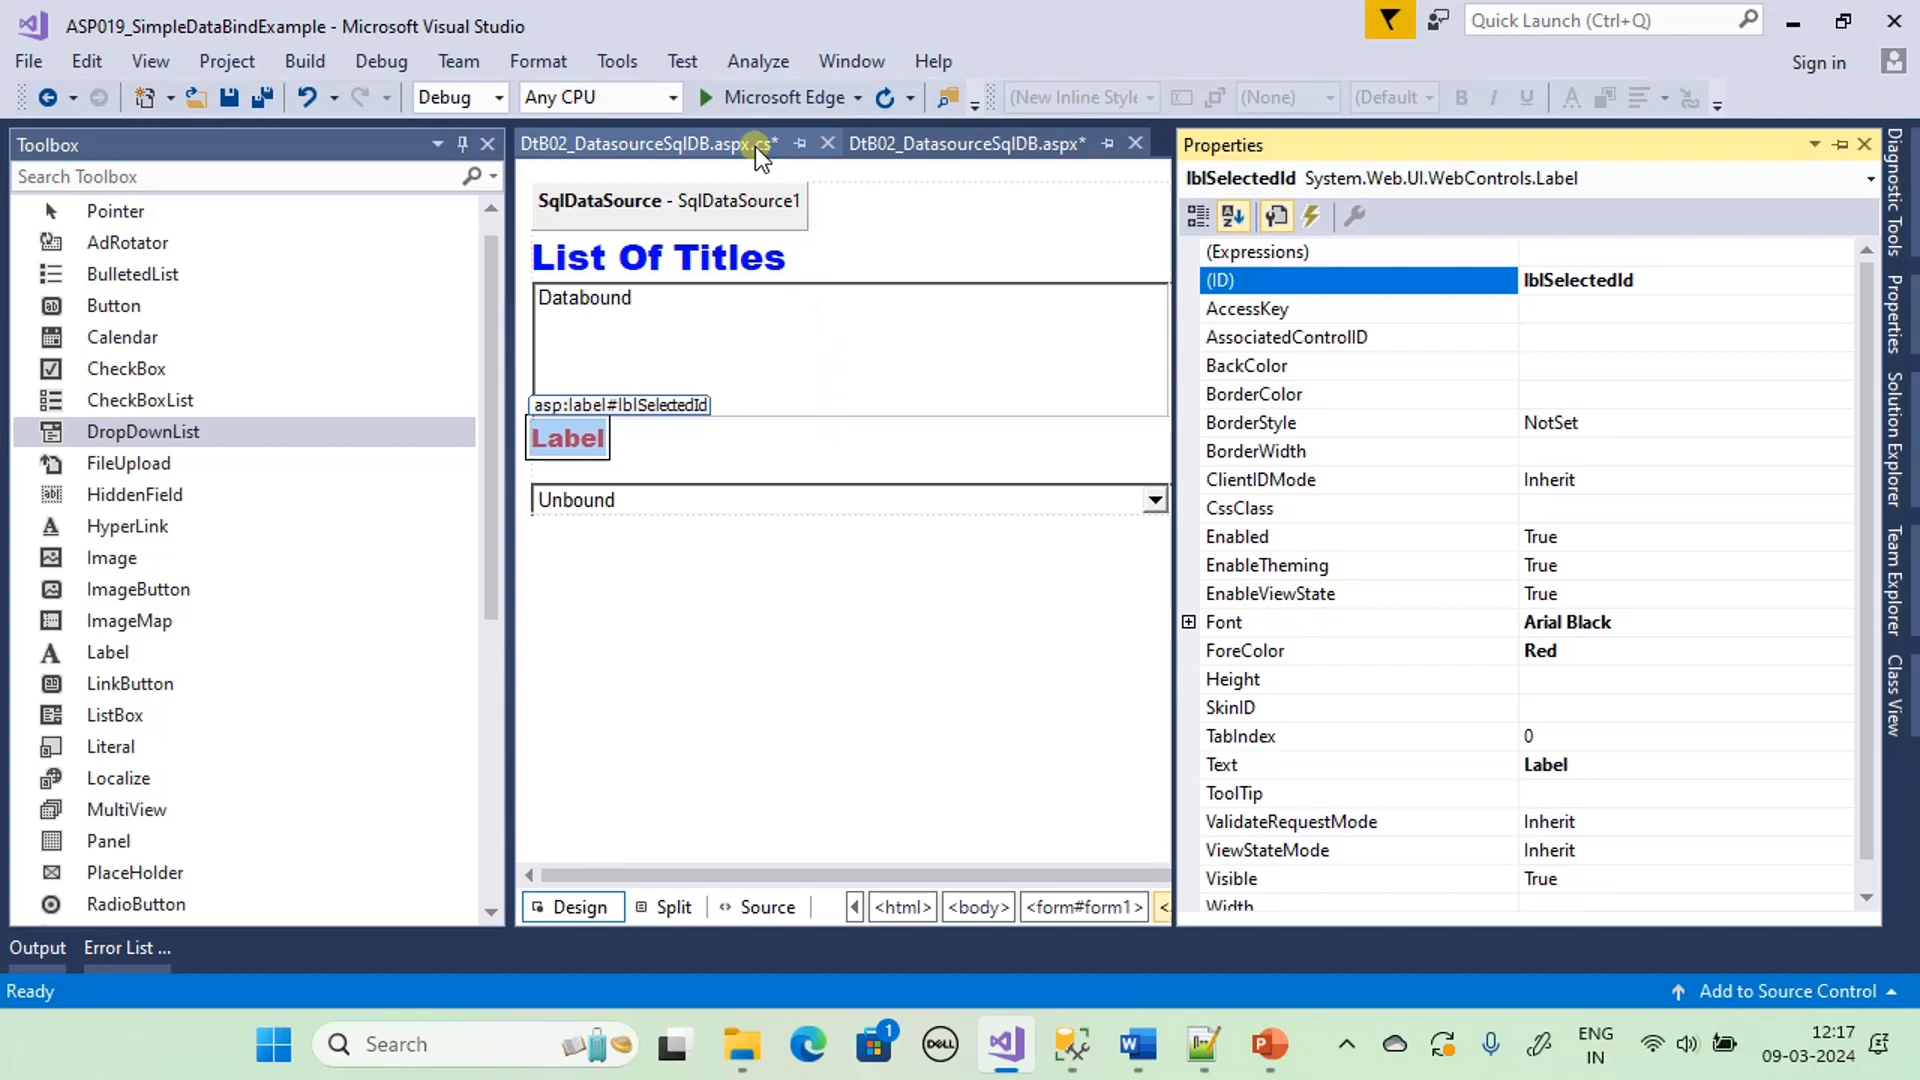 ASP019_SimpleDataBindExample - Microsoft Visual Studio
Quick Launch (Ctrl+Q)
File Edit View Project Build Debug Team Format Tools Test Analyze Window Help
Sign in
Debug Any CPU Microsoft Edge (New Inline Style (None) (Default
Toolbox
DtB02_DatasourceSqlDB.aspx.cs* DtB02_DatasourceSqlDB.aspx*
Properties
Search Toolbox
lblSelectedId System.Web.UI.WebControls.Label
Pointer
AdRotator
BulletedList
Button
Calendar
CheckBox
CheckBoxList
DropDownList
FileUpload
HiddenField
HyperLink
Image
ImageButton
ImageMap
Label
LinkButton
ListBox
Literal
Localize
MultiView
Panel
PlaceHolder
RadioButton
SqlDataSource - SqlDataSource1
List Of Titles
Databound
asp:label#lblSelectedId
Label
Unbound
Design Split Source <html> <body> <form#form1> <
(Expressions)
(ID) lblSelectedId
AccessKey
AssociatedControlID
BackColor
BorderColor
BorderStyle NotSet
BorderWidth
ClientIDMode Inherit
CssClass
Enabled True
EnableTheming True
EnableViewState True
Font Arial Black
ForeColor Red
Height
SkinID
TabIndex 0
Text Label
ToolTip
ValidateRequestMode Inherit
ViewStateMode Inherit
Visible True
Width
Diagnostic Tools
Properties
Solution Explorer
Team Explorer
Class View
Output Error List ...
Ready
Add to Source Control
Search
1
DELL
ENG
IN
12:17
09-03-2024